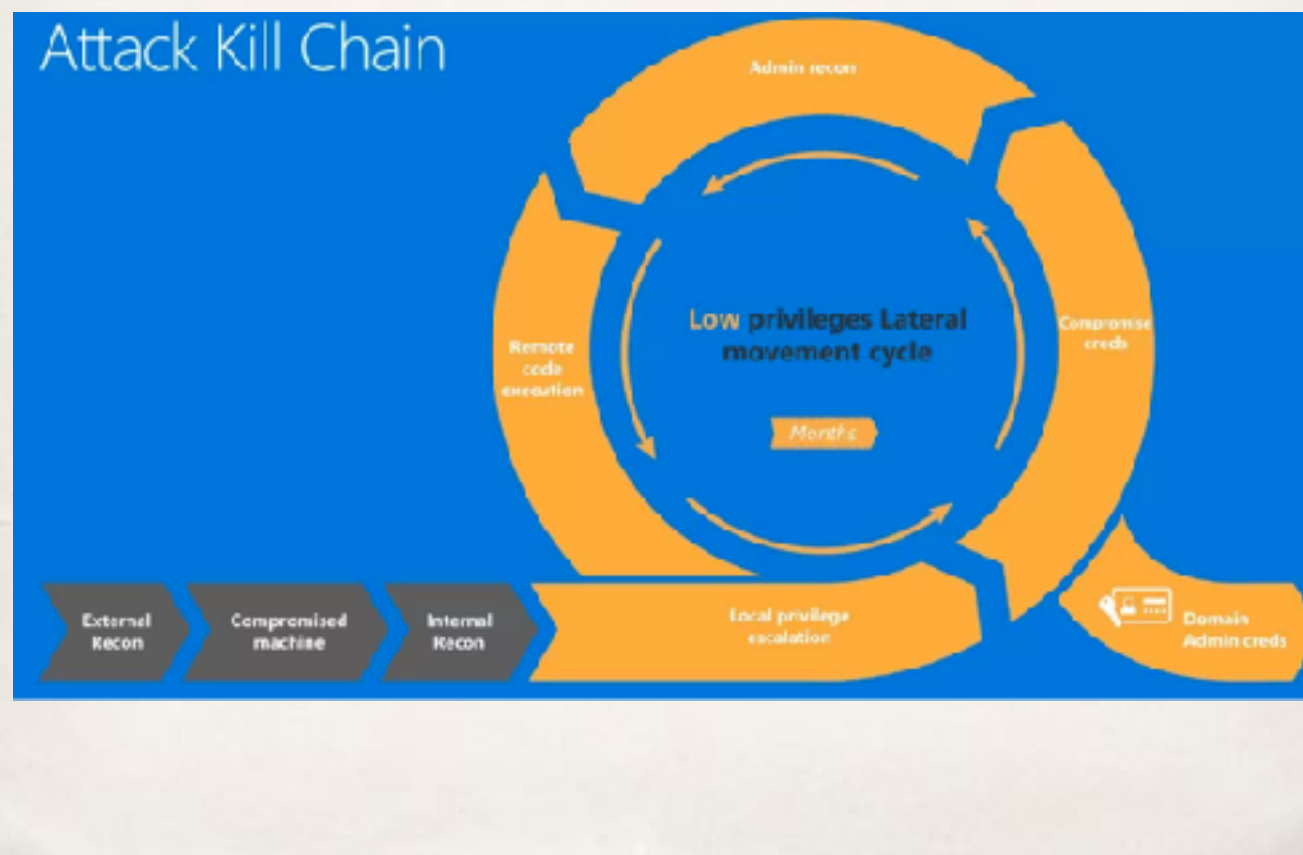 Attack Kill Chain
Admin recon
Low privileges Lateral
movement cycle
Compromise
creds
Remote
code
execution
Months
External
Recon
Compromised
machine
Internal
Recon
Local privilege
escalation
Domain
Admin creds